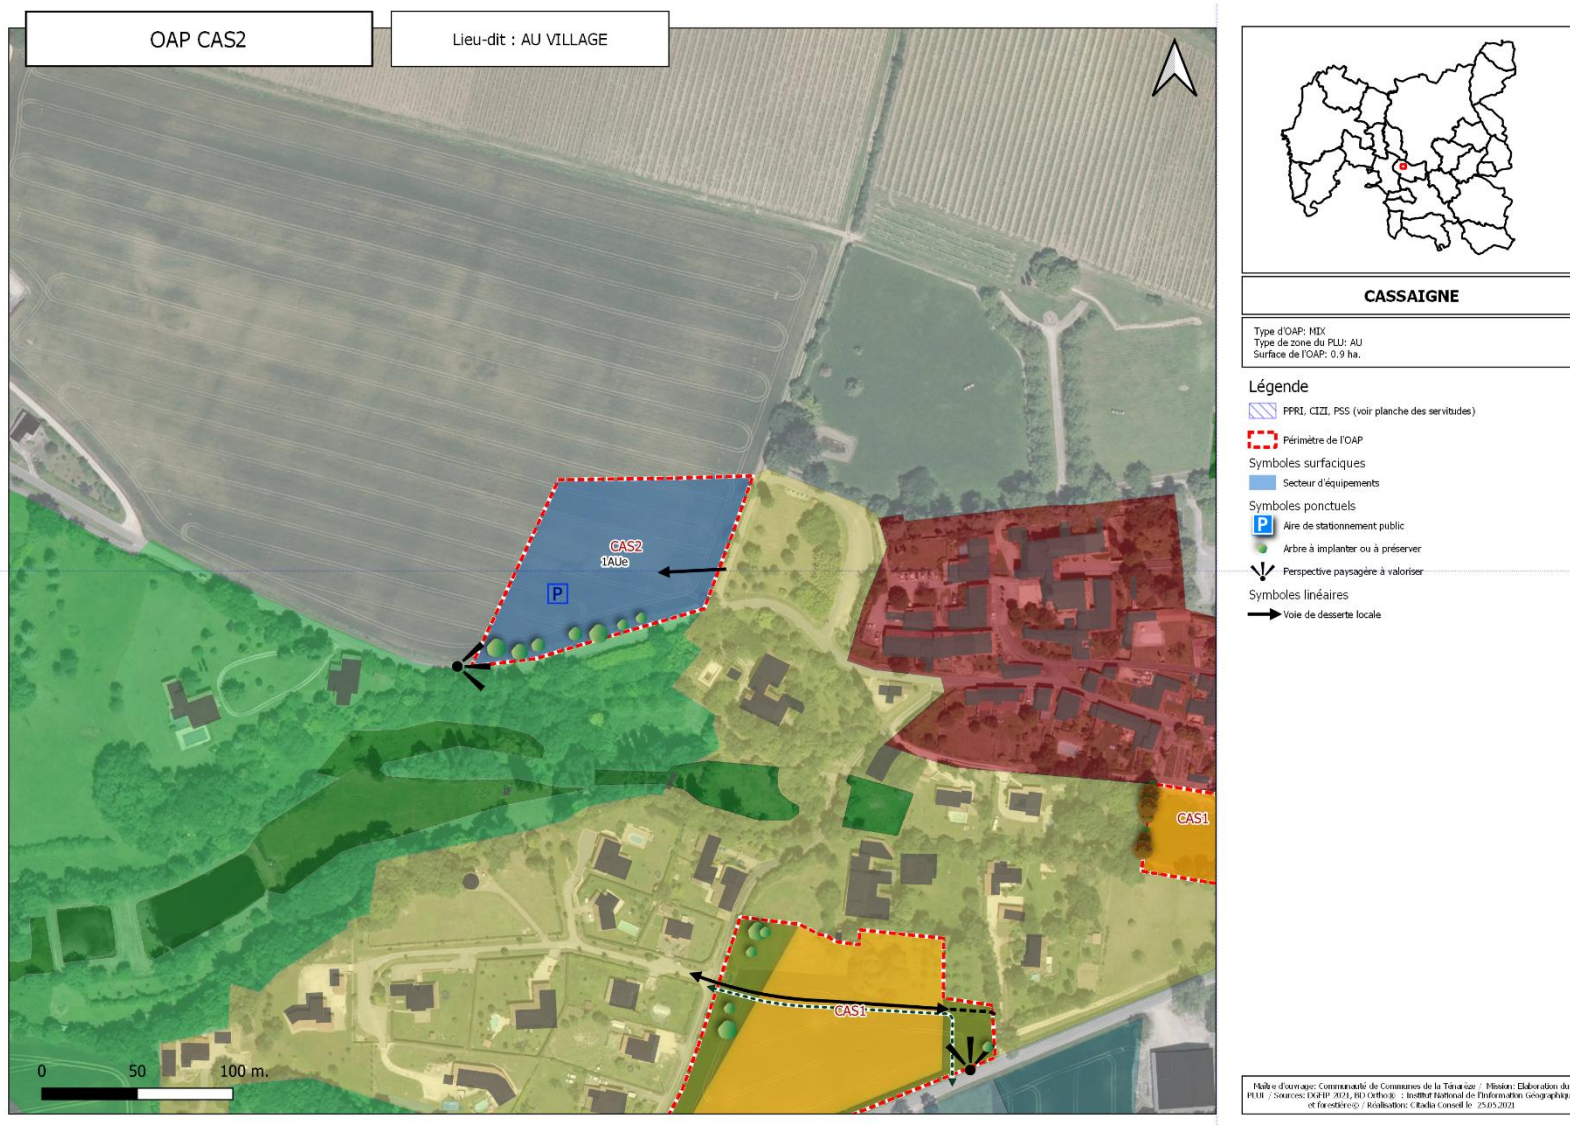 OAP CAS2
Lieu-dit : AU VILLAGE
CAS2
1AUe
P
CAS1
CAS1
0 50 100 m.
CASSAIGNE
Type d'OAP: MIX
Type de zone du PLU: AU
Surface de l'OAP: 0.9 ha.
Légende
PPRI, CIZI, PSS (voir planche des servitudes)
Périmètre de l'OAP
Symboles surfaciques
Secteur d'équipements
Symboles ponctuels
P Aire de stationnement public
Arbre à implanter ou à préserver
Perspective paysagère à valoriser
Symboles linéaires
Voie de desserte locale
Maître d'ouvrage: Communauté de Communes de la Ténarèze / Mission: Elaboration du
PLUI / Sources: DGFIP 2021, BD Ortho® : Institut National de l'Information Géographique
et forestière© / Réalisation: Citadia Conseil le 25.05.2021